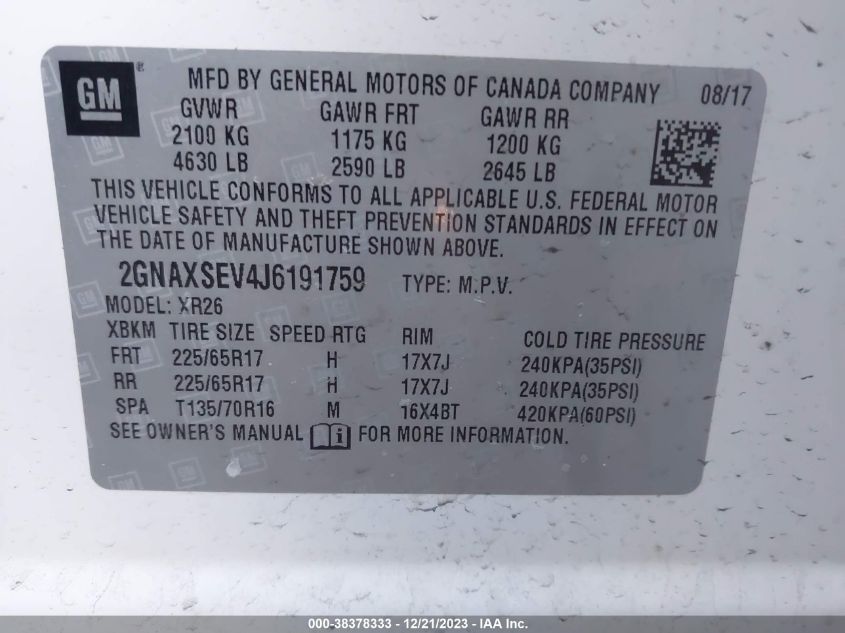 GM ® MFD BY GENERAL MOTORS OF CANADA COMPANY 08/17
GVWR GAWR FRT GAWR RR
2100 KG 1175 KG 1200 KG
4630 LB 2590 LB 2645 LB
THIS VEHICLE CONFORMS TO ALL APPLICABLE U.S. FEDERAL MOTOR
VEHICLE SAFETY AND THEFT PREVENTION STANDARDS IN EFFECT ON
THE DATE OF MANUFACTURE SHOWN ABOVE.
2GNAXSEV4J6191759 TYPE: M.P.V.
MODEL: XR26
XBKM TIRE SIZE SPEED RTG RIM COLD TIRE PRESSURE
FRT 225/65R17 H 17X7J 240KPA(35PSI)
RR 225/65R17 H 17X7J 240KPA(35PSI)
SPA T135/70R16 M 16X4BT 420KPA(60PSI)
SEE OWNER'S MANUAL i FOR MORE INFORMATION.
000-38378333 - 12/21/2023 - IAA Inc.